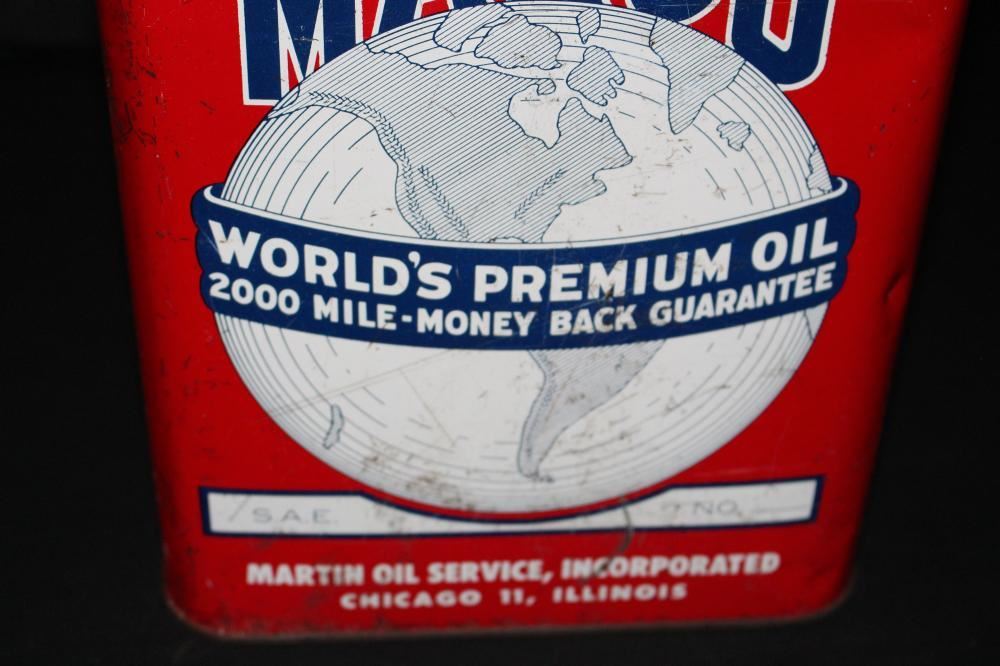 WORLD'S PREMIUM OIL
2000 MILE-MONEY BACK GUARANTEE
S.A.E. NO.
MARTIN OIL SERVICE, INCORPORATED
CHICAGO 11, ILLINOIS